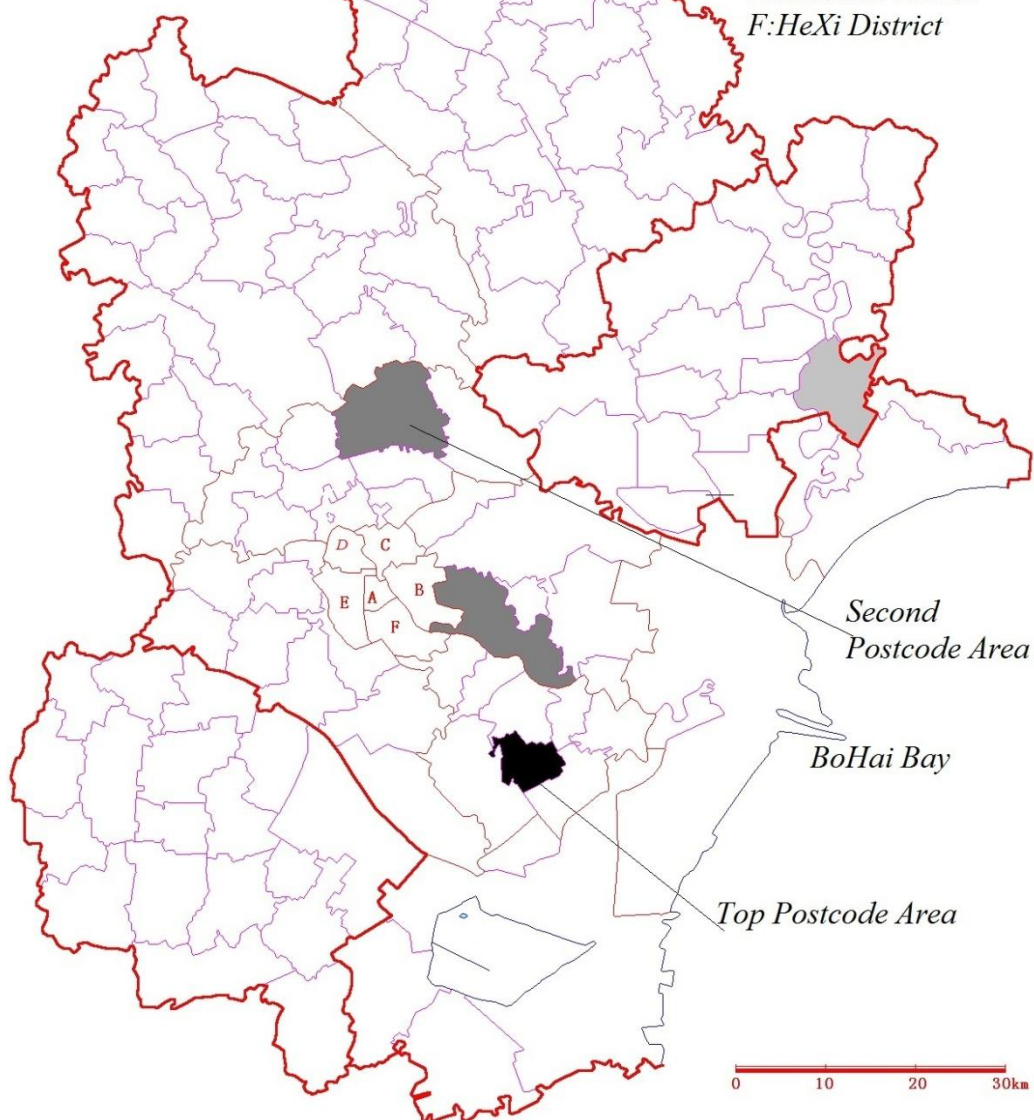 F:HeXi District
D
C
B
E
A
F
Second
Postcode Area
BoHai Bay
Top Postcode Area
0 10 20 30km